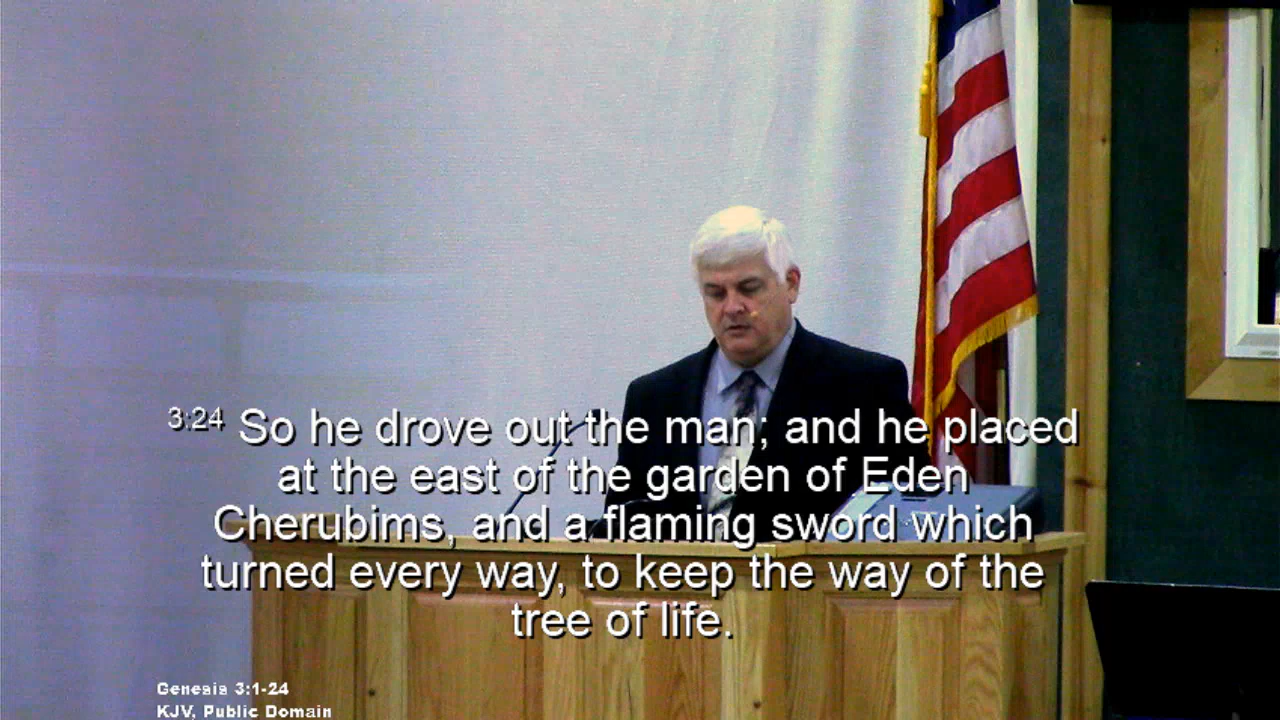 3:24 So he drove out the man; and he placed
at the east of the garden of Eden
Cherubims, and a flaming sword which
turned every way, to keep the way of the
tree of life.
Genesis 3:1-24
KJV, Public Domain